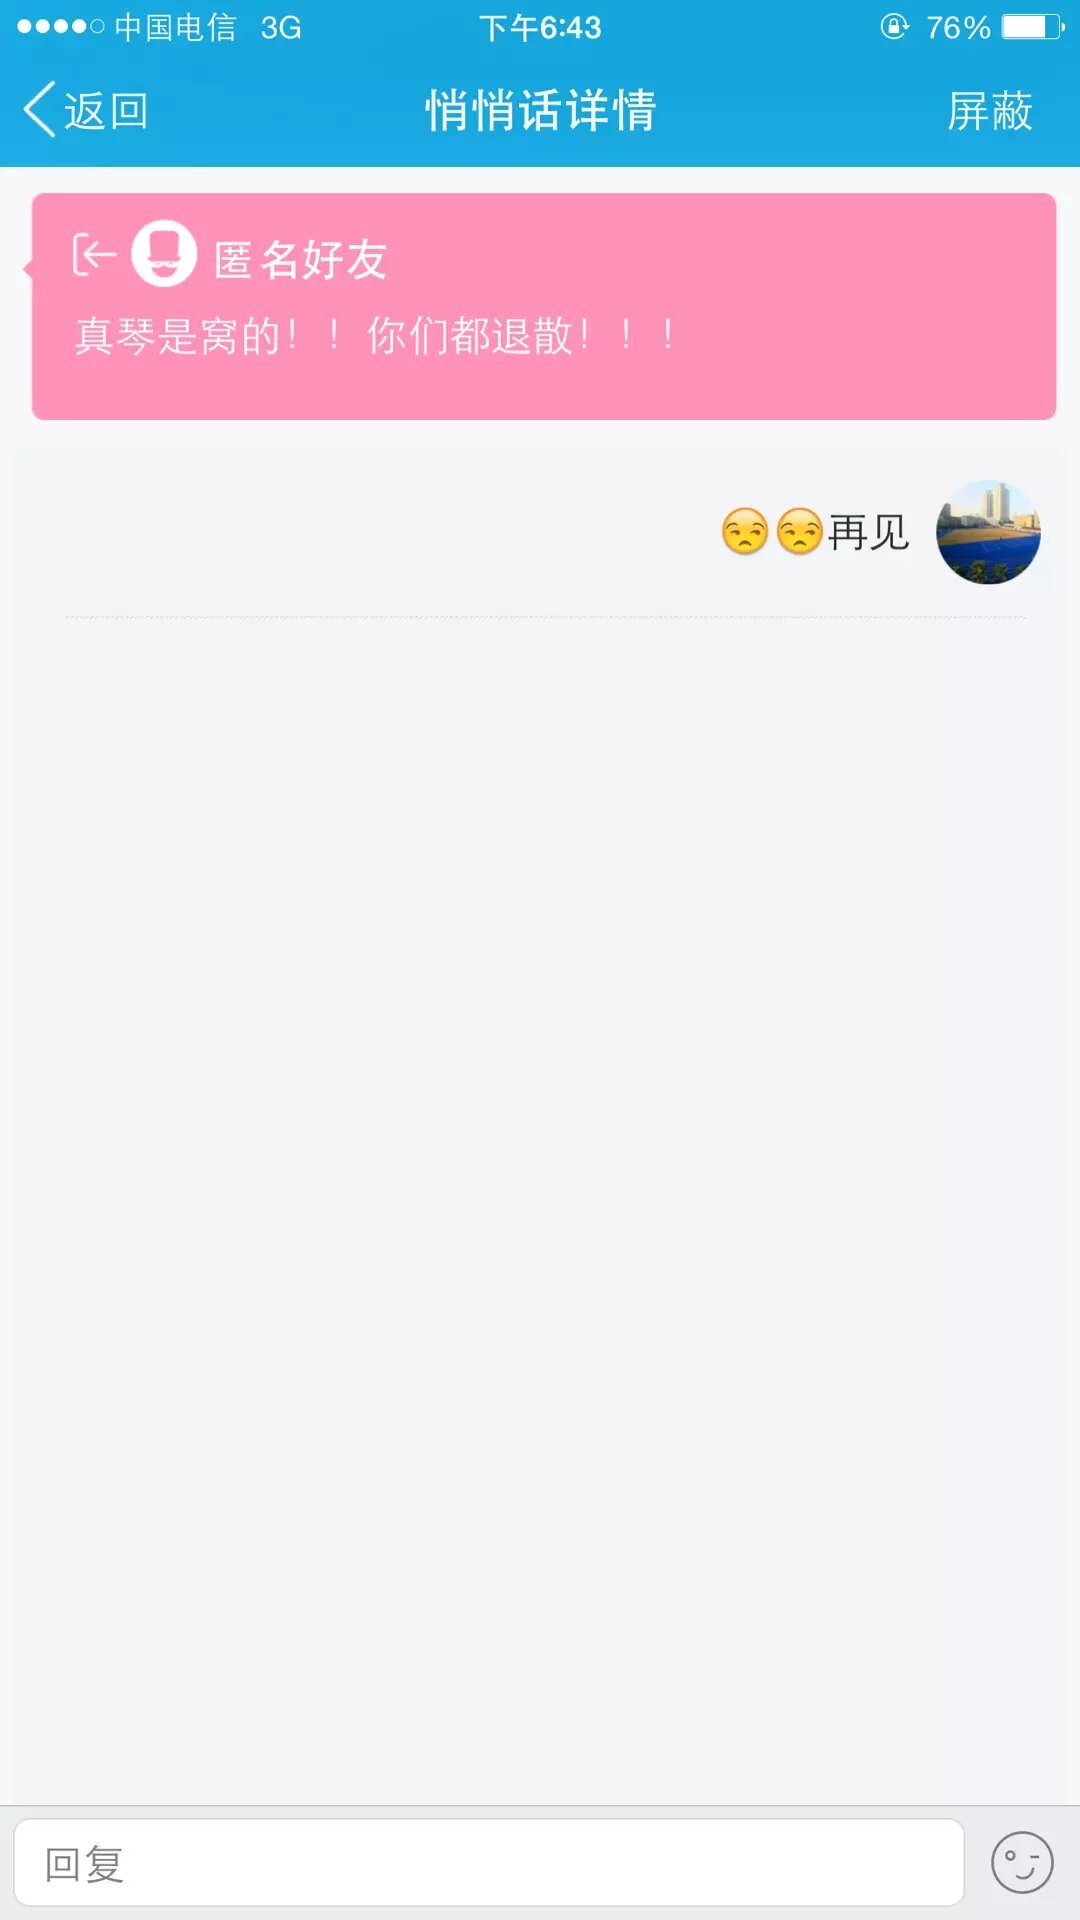 中国电信 3G 下午6:43 76%
返回 悄悄话详情 屏蔽
匿名好友
真琴是窝的！！你们都退散！！！
😒😒再见
回复